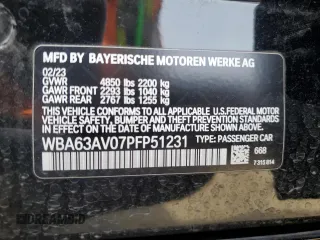 MFD BY BAYERISCHE MOTOREN WERKE AG
02/23
GVWR 4850 lbs 2200 kg
GAWR FRONT 2293 lbs 1040 kg
GAWR REAR 2767 lbs 1255 kg
THIS VEHICLE CONFORMS TO ALL APPLICABLE U.S. FEDERAL
MOTOR VEHICLE SAFETY, BUMPER, AND THEFT PREVENTION
STANDARDS IN EFFECT ON THE DATE OF MANUFACTURE SHOWN ABOVE.
WBA63AV07PFP51231 TYPE: PASSENGER CAR
668
7 315 814